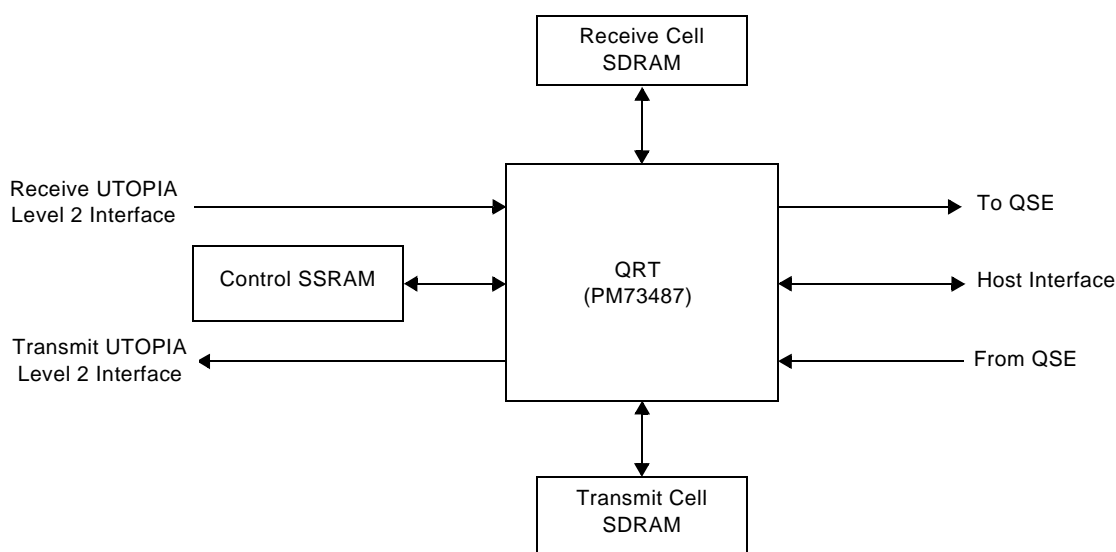 Receive Cell
SDRAM
Receive UTOPIA
Level 2 Interface
To QSE
Control SSRAM
QRT
(PM73487)
Host Interface
Transmit UTOPIA
Level 2 Interface
From QSE
Transmit Cell
SDRAM